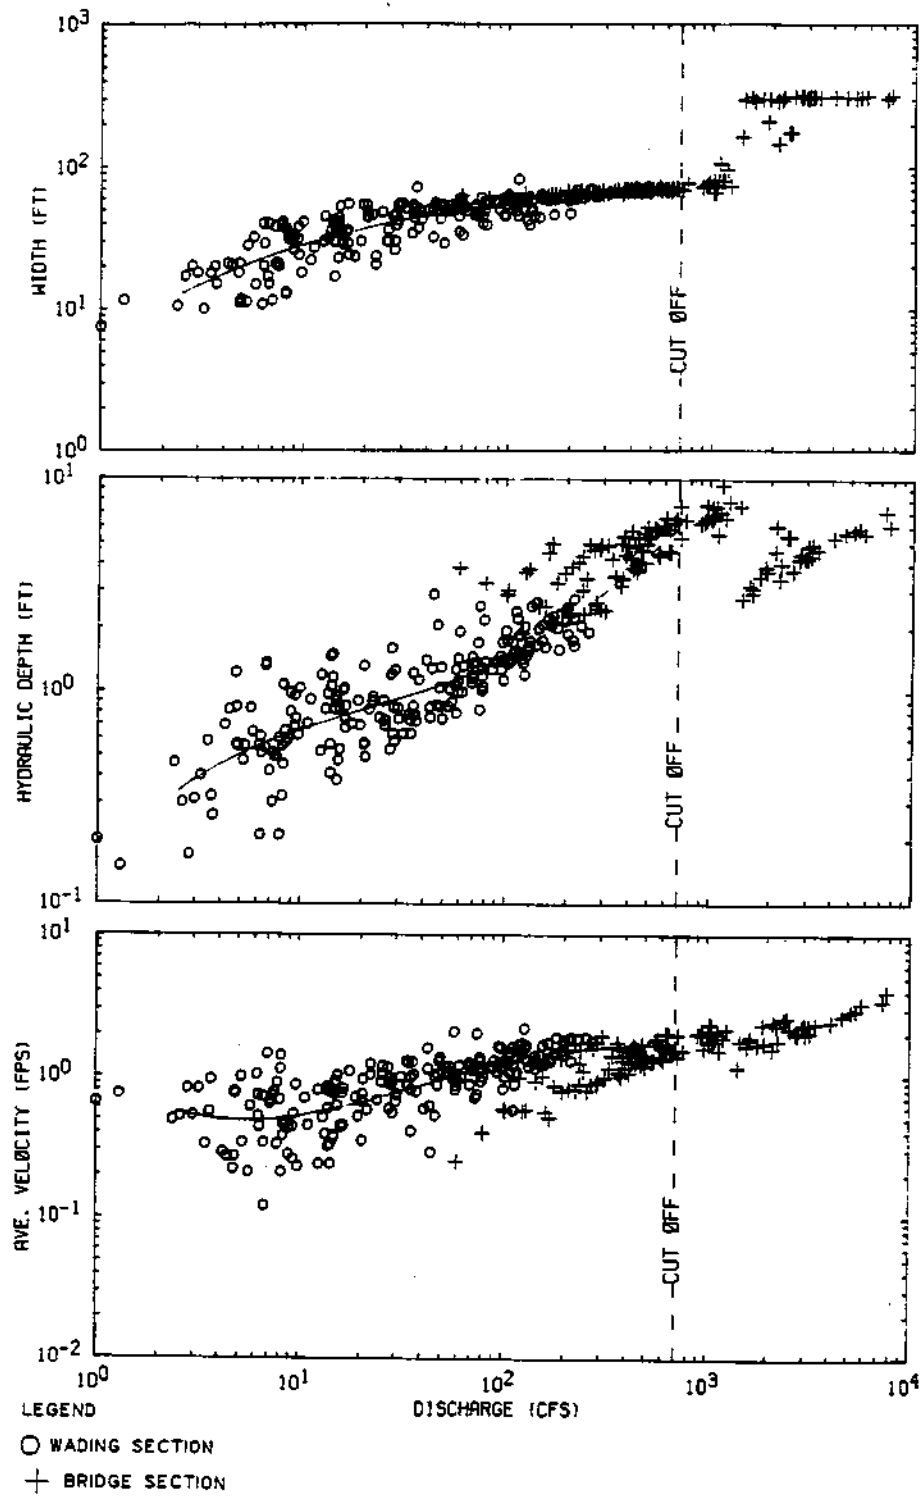 10³
10²
10¹
10⁰
WIDTH (FT)
CUT ØFF
10¹
10⁰
10⁻¹
HYDRAULIC DEPTH (FT)
CUT ØFF
10¹
10⁰
10⁻¹
10⁻²
AVE. VELØCITY (FPS)
CUT ØFF
10⁰ 10¹ 10² 10³ 10⁴
DISCHARGE (CFS)
LEGEND
WADING SECTION
BRIDGE SECTION